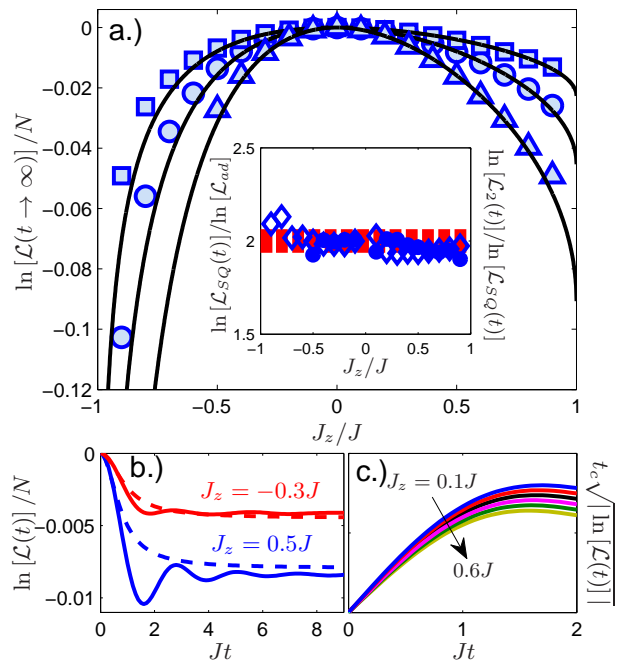 a.)
ln [L(t → ∞)] /N
0
−0.02
−0.04
−0.06
−0.08
−0.1
−0.12
−1
−0.5
0
0.5
1
J_z/J
ln [L_SQ(t)] / ln [L_ad]
ln [L_2(t)] / ln [L_SQ(t)]
2.5
2
1.5
−1
−0.5
0
0.5
1
J_z/J
b.)
ln [L(t)] /N
0
−0.005
−0.01
J_z = −0.3J
J_z = 0.5J
0
2
4
6
8
Jt
c.)
J_z = 0.1J
0.6J
0
1
2
Jt
t_c√| ln [L(t)] |